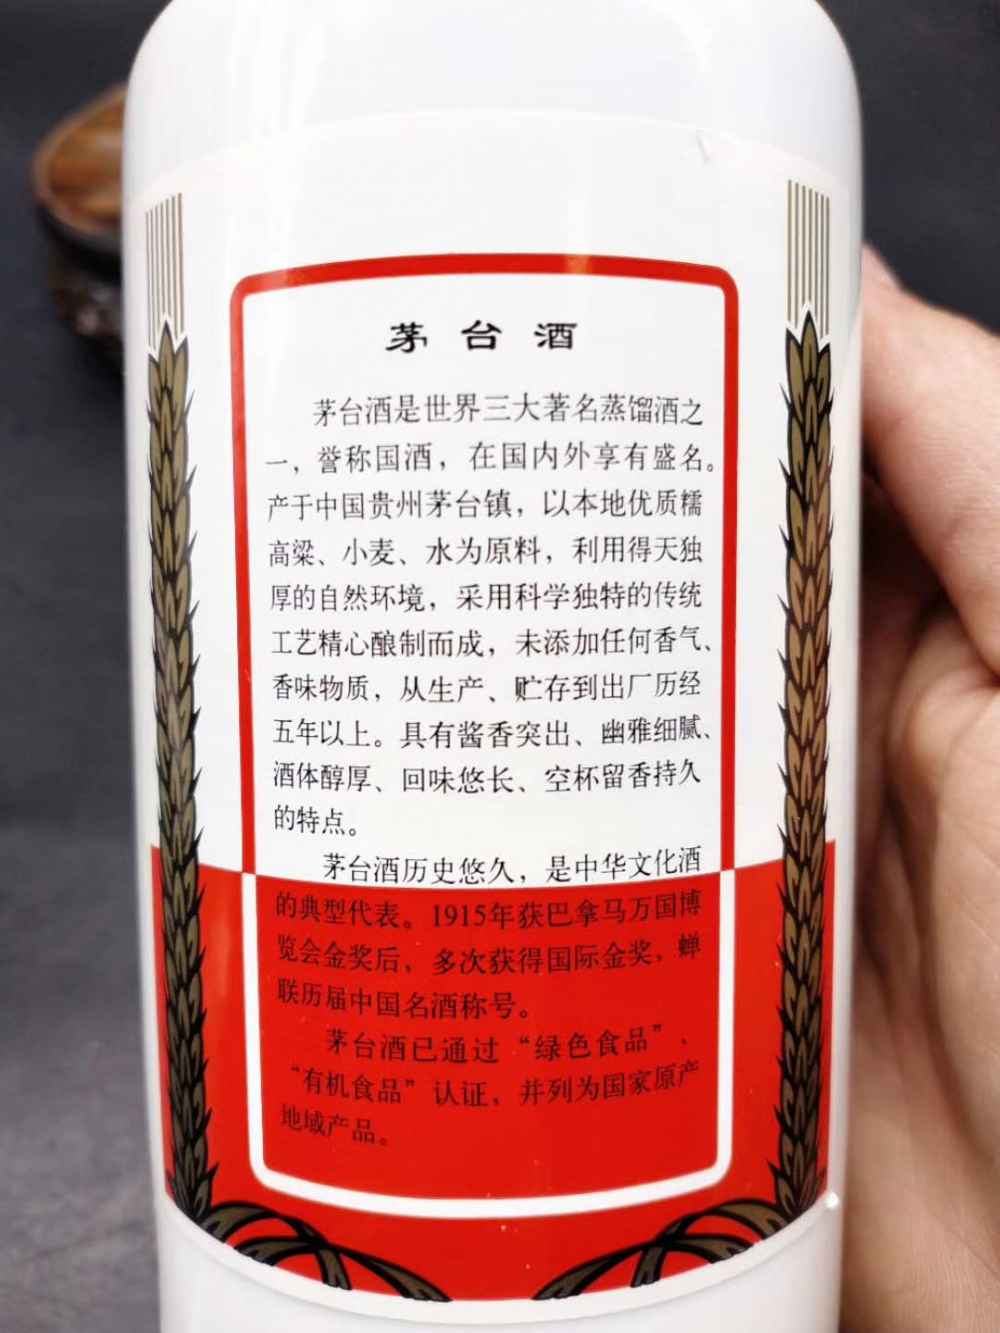 茅台酒
茅台酒是世界三大著名蒸馏酒之
一，誉称国酒，在国内外享有盛名。
产于中国贵州茅台镇，以本地优质糯
高粱、小麦、水为原料，利用得天独
厚的自然环境，采用科学独特的传统
工艺精心酿制而成，未添加任何香气、
香味物质，从生产、贮存到出厂历经
五年以上。具有酱香突出、幽雅细腻、
酒体醇厚、回味悠长、空杯留香持久
的特点。
茅台酒历史悠久，是中华文化酒
的典型代表。1915年获巴拿马万国博
览会金奖后，多次获得国际金奖，蝉
联历届中国名酒称号。
茅台酒已通过“绿色食品”、
“有机食品”认证，并列为国家原产
地域产品。